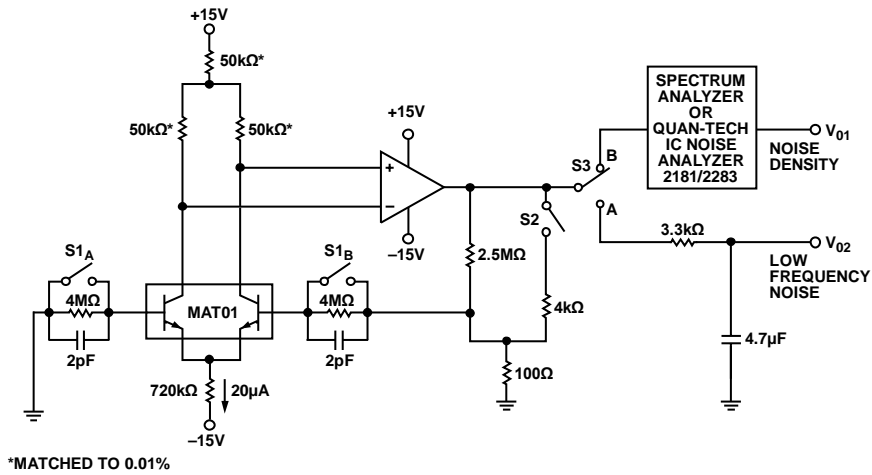 +15V
50kΩ*
50kΩ* 50kΩ*
+15V
+
−
–15V
SPECTRUM
ANALYZER
OR
QUAN-TECH
IC NOISE
ANALYZER
2181/2283
V01
NOISE
DENSITY
S3
B
A
S2
3.3kΩ
V02
LOW
FREQUENCY
NOISE
4.7µF
2.5MΩ
4kΩ
100Ω
S1A
4MΩ
2pF
MAT01
S1B
4MΩ
2pF
720kΩ
20µA
–15V
*MATCHED TO 0.01%